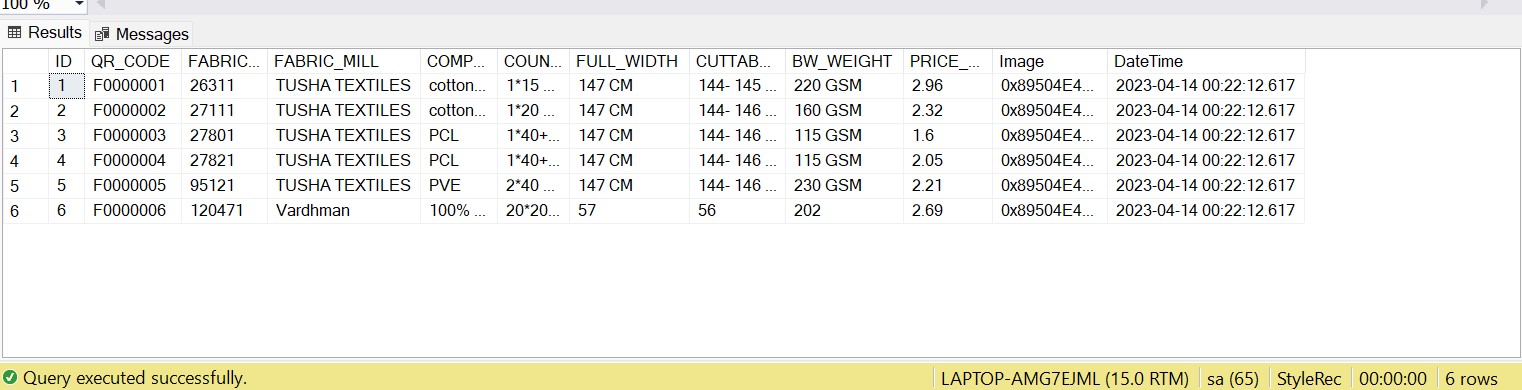 100 %
Results Messages
ID QR_CODE FABRIC... FABRIC_MILL COMP... COUN... FULL_WIDTH CUTTAB... BW_WEIGHT PRICE_... Image DateTime
1 1 F0000001 26311 TUSHA TEXTILES cotton... 1*15 ... 147 CM 144- 145 ... 220 GSM 2.96 0x89504E4... 2023-04-14 00:22:12.617
2 2 F0000002 27111 TUSHA TEXTILES cotton... 1*20 ... 147 CM 144- 146 ... 160 GSM 2.32 0x89504E4... 2023-04-14 00:22:12.617
3 3 F0000003 27801 TUSHA TEXTILES PCL 1*40+... 147 CM 144- 146 ... 115 GSM 1.6 0x89504E4... 2023-04-14 00:22:12.617
4 4 F0000004 27821 TUSHA TEXTILES PCL 1*40+... 147 CM 144- 146 ... 115 GSM 2.05 0x89504E4... 2023-04-14 00:22:12.617
5 5 F0000005 95121 TUSHA TEXTILES PVE 2*40 ... 147 CM 144- 146 ... 230 GSM 2.21 0x89504E4... 2023-04-14 00:22:12.617
6 6 F0000006 120471 Vardhman 100% ... 20*20... 57 56 202 2.69 0x89504E4... 2023-04-14 00:22:12.617
Query executed successfully. LAPTOP-AMG7EJML (15.0 RTM) sa (65) StyleRec 00:00:00 6 rows